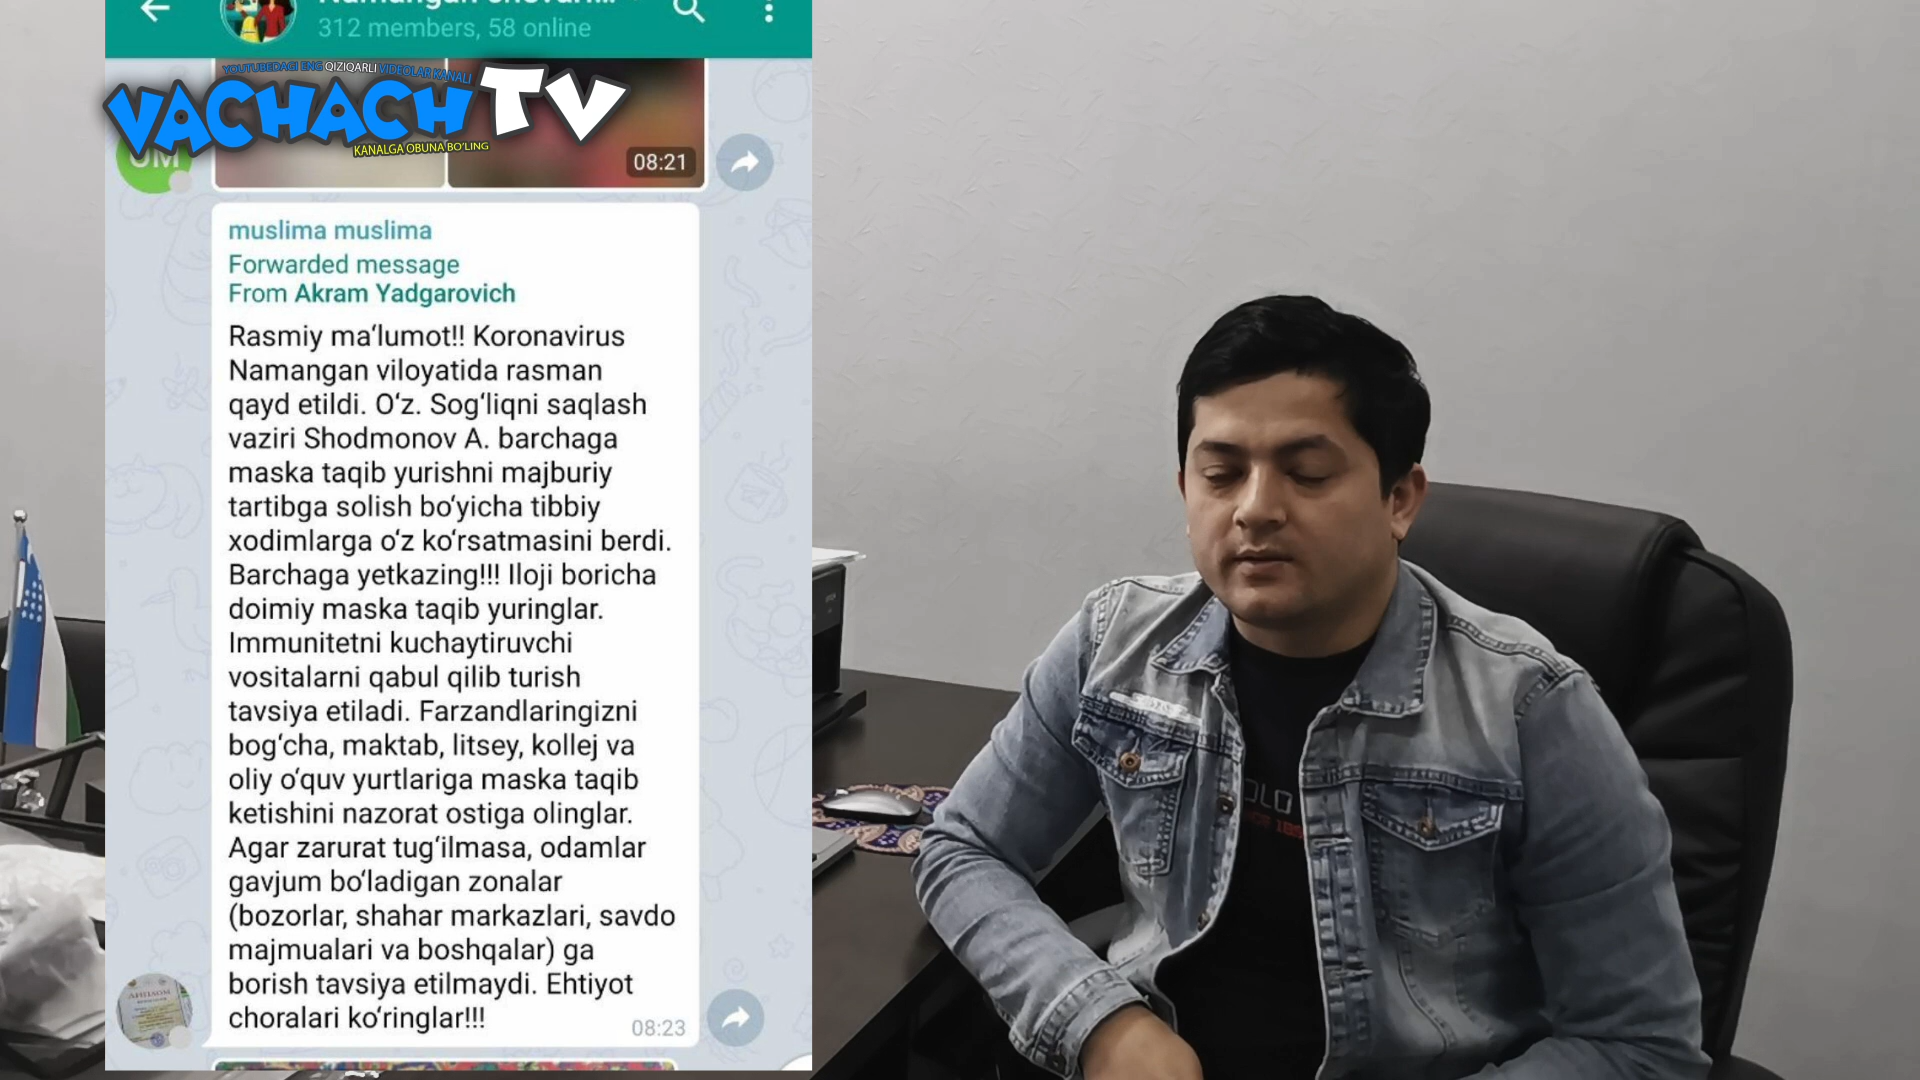 312 members, 58 online
YOUTUBEDAGI ENG QIZIQARLI VIDEOLAR KANALI
VACHACH TV
KANALGA OBUNA BO'LING
08:21
muslima muslima
Forwarded message
From Akram Yadgarovich
Rasmiy ma‘lumot!! Koronavirus
Namangan viloyatida rasman
qayd etildi. O‘z. Sog‘liqni saqlash
vaziri Shodmonov A. barchaga
maska taqib yurishni majburiy
tartibga solish bo‘yicha tibbiy
xodimlarga o‘z ko‘rsatmasini berdi.
Barchaga yetkazing!!! Iloji boricha
doimiy maska taqib yuringlar.
Immunitetni kuchaytiruvchi
vositalarni qabul qilib turish
tavsiya etiladi. Farzandlaringizni
bog‘cha, maktab, litsey, kollej va
oliy o‘quv yurtlariga maska taqib
ketishini nazorat ostiga olinglar.
Agar zarurat tug‘ilmasa, odamlar
gavjum bo‘ladigan zonalar
(bozorlar, shahar markazlari, savdo
majmualari va boshqalar) ga
borish tavsiya etilmaydi. Ehtiyot
choralari ko‘ringlar!!!
08:23